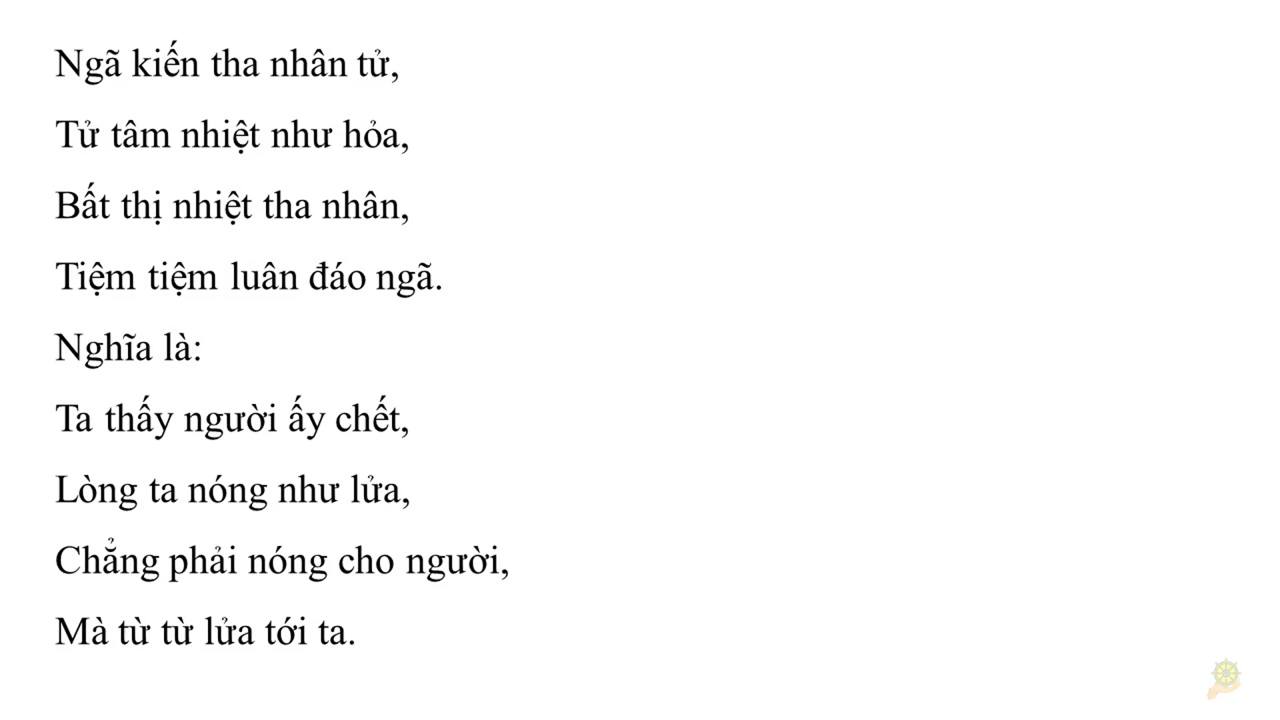 Ngã kiến tha nhân tử,
Tử tâm nhiệt như hỏa,
Bất thị nhiệt tha nhân,
Tiệm tiệm luân đáo ngã.
Nghĩa là:
Ta thấy người ấy chết,
Lòng ta nóng như lửa,
Chẳng phải nóng cho người,
Mà từ từ lửa tới ta.